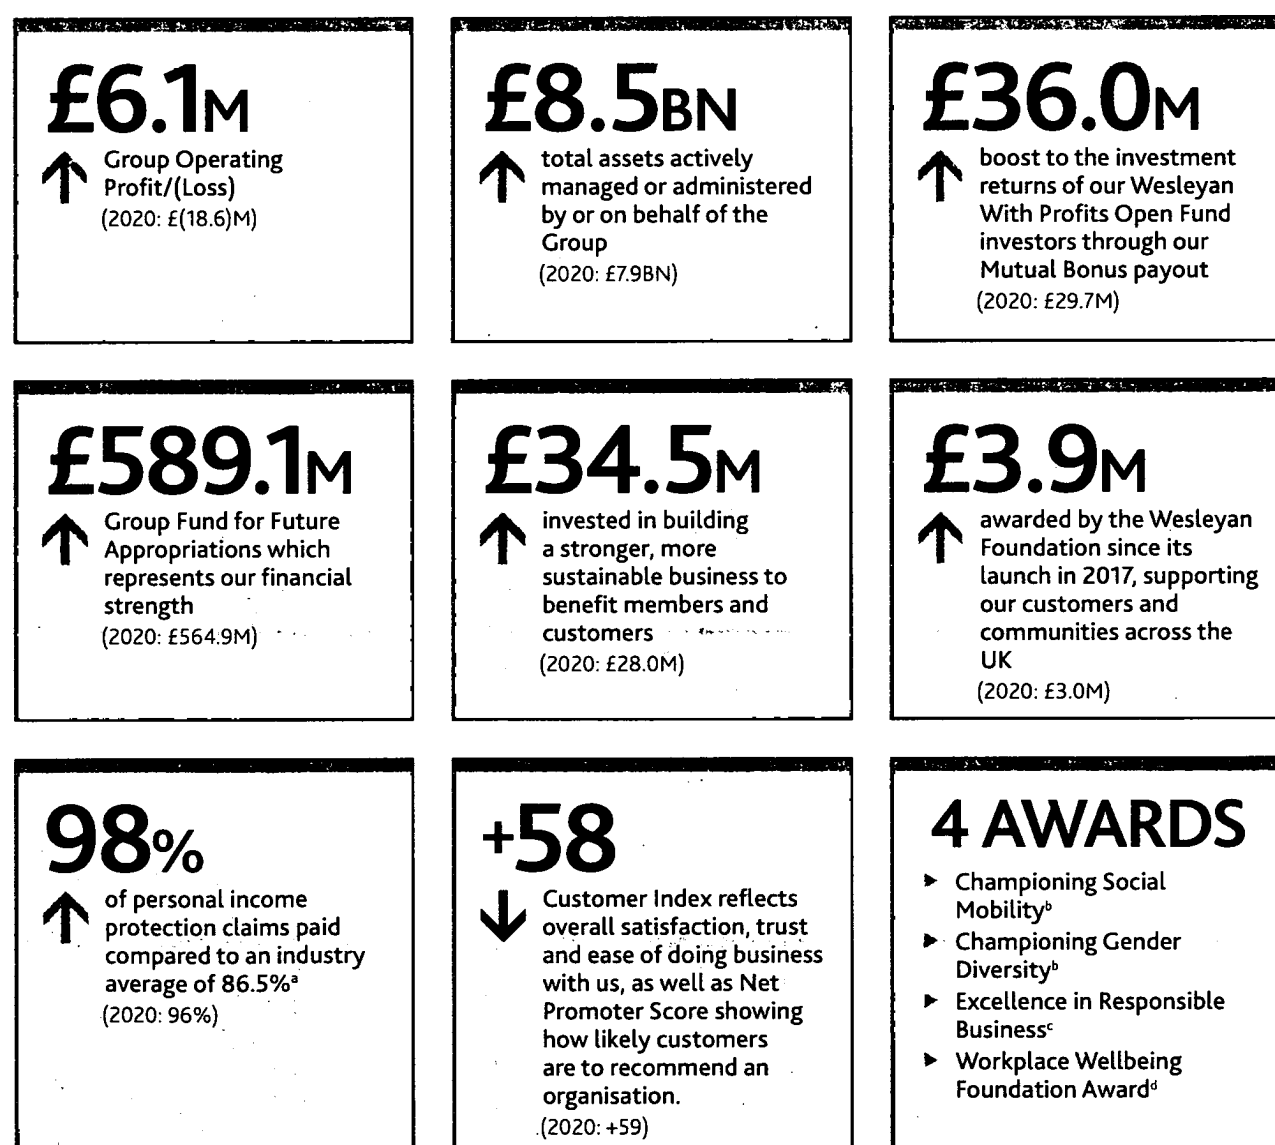 £6.1M
Group Operating
Profit/(Loss)
(2020: £(18.6)M)
£8.5BN
total assets actively
managed or administered
by or on behalf of the
Group
(2020: £7.9BN)
£36.0M
boost to the investment
returns of our Wesleyan
With Profits Open Fund
investors through our
Mutual Bonus payout
(2020: £29.7M)
£589.1M
Group Fund for Future
Appropriations which
represents our financial
strength
(2020: £564.9M)
£34.5M
invested in building
a stronger, more
sustainable business to
benefit members and
customers
(2020: £28.0M)
£3.9M
awarded by the Wesleyan
Foundation since its
launch in 2017, supporting
our customers and
communities across the
UK
(2020: £3.0M)
98%
of personal income
protection claims paid
compared to an industry
average of 86.5%ᵃ
(2020: 96%)
+58
Customer Index reflects
overall satisfaction, trust
and ease of doing business
with us, as well as Net
Promoter Score showing
how likely customers
are to recommend an
organisation.
(2020: +59)
4 AWARDS
Championing Social
Mobilityᵇ
Championing Gender
Diversityᵇ
Excellence in Responsible
Businessᶜ
Workplace Wellbeing
Foundation Awardᵈ